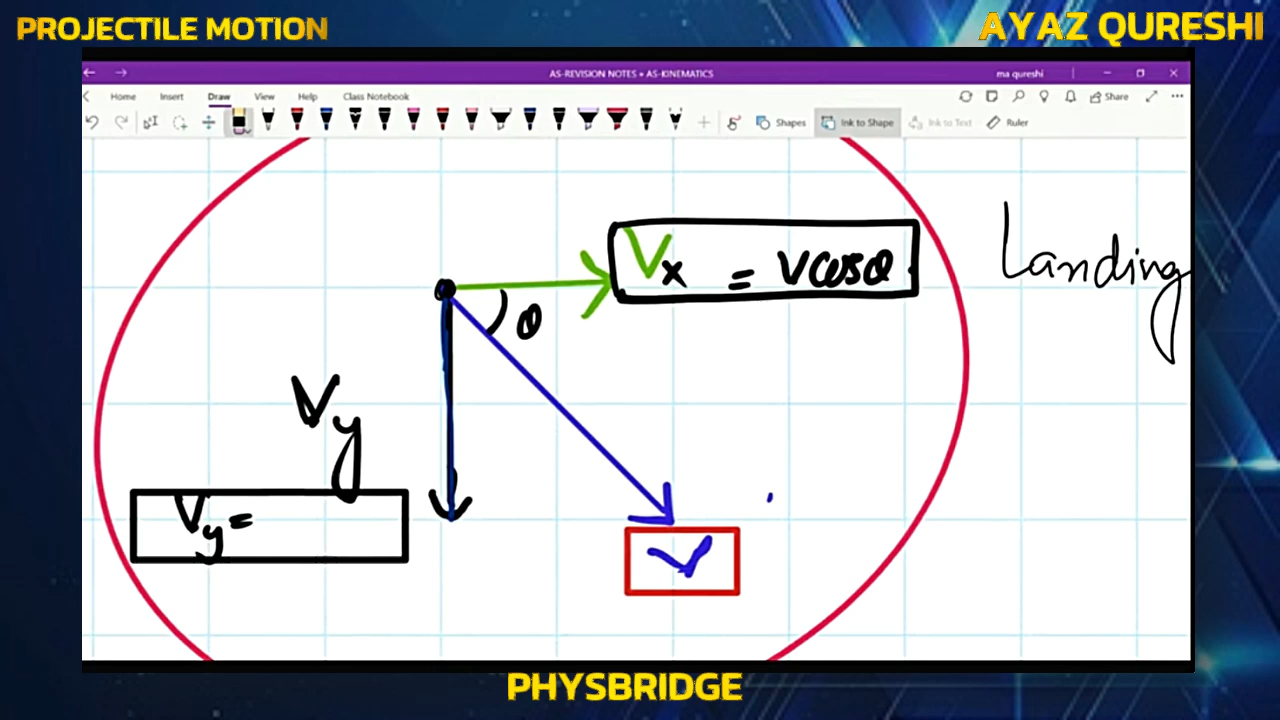 PROJECTILE MOTION
AYAZ QURESHI
AS-REVISION NOTES + AS-KINEMATICS
ma qureshi
Home Insert Draw View Help Class Notebook
Share
Shapes Ink to Shape Ink to Text Ruler
Vx = vcosθ
Landing
θ
Vy
Vy =
V
PHYSBRIDGE